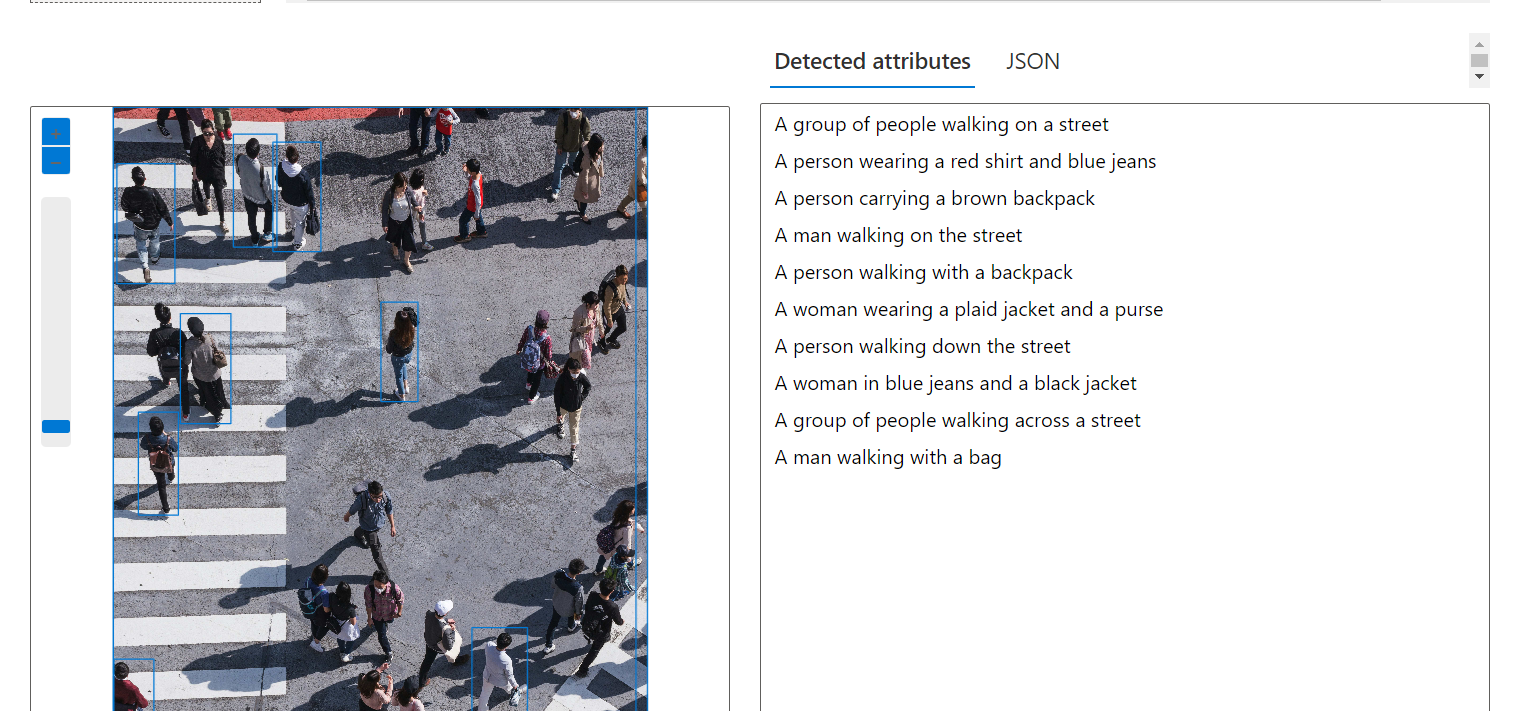 Detected attributes JSON
A group of people walking on a street
A person wearing a red shirt and blue jeans
A person carrying a brown backpack
A man walking on the street
A person walking with a backpack
A woman wearing a plaid jacket and a purse
A person walking down the street
A woman in blue jeans and a black jacket
A group of people walking across a street
A man walking with a bag